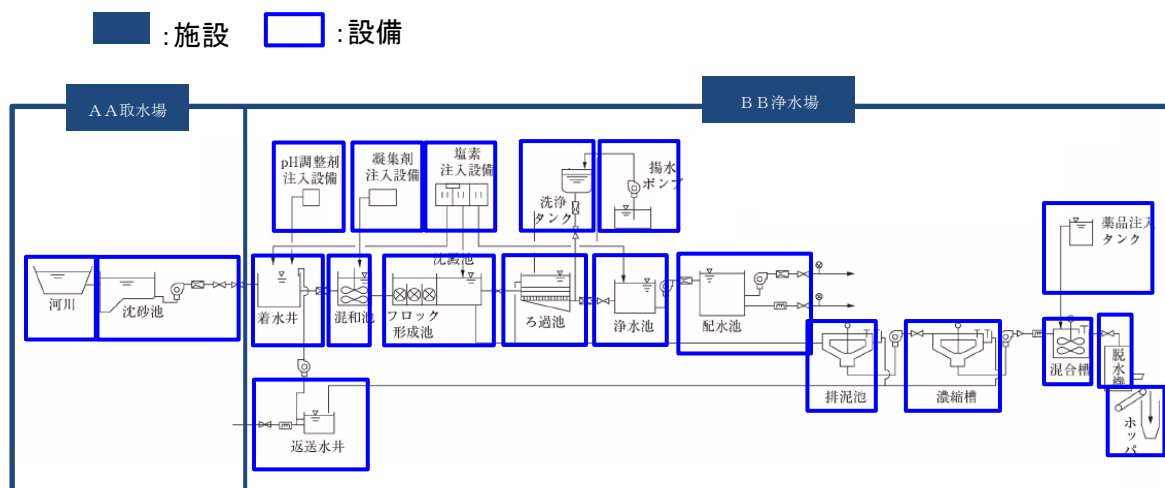 ：施設
：設備
ＡＡ取水場
ＢＢ浄水場
pH調整剤
注入設備
凝集剤
注入設備
塩素
注入設備
洗浄
タンク
揚水
ポンプ
薬品注入
タンク
河川
沈砂池
着水井
混和池
沈澱池
フロック
形成池
ろ過池
浄水池
配水池
排泥池
濃縮槽
混合槽
脱水機
ホッパ
返送水井